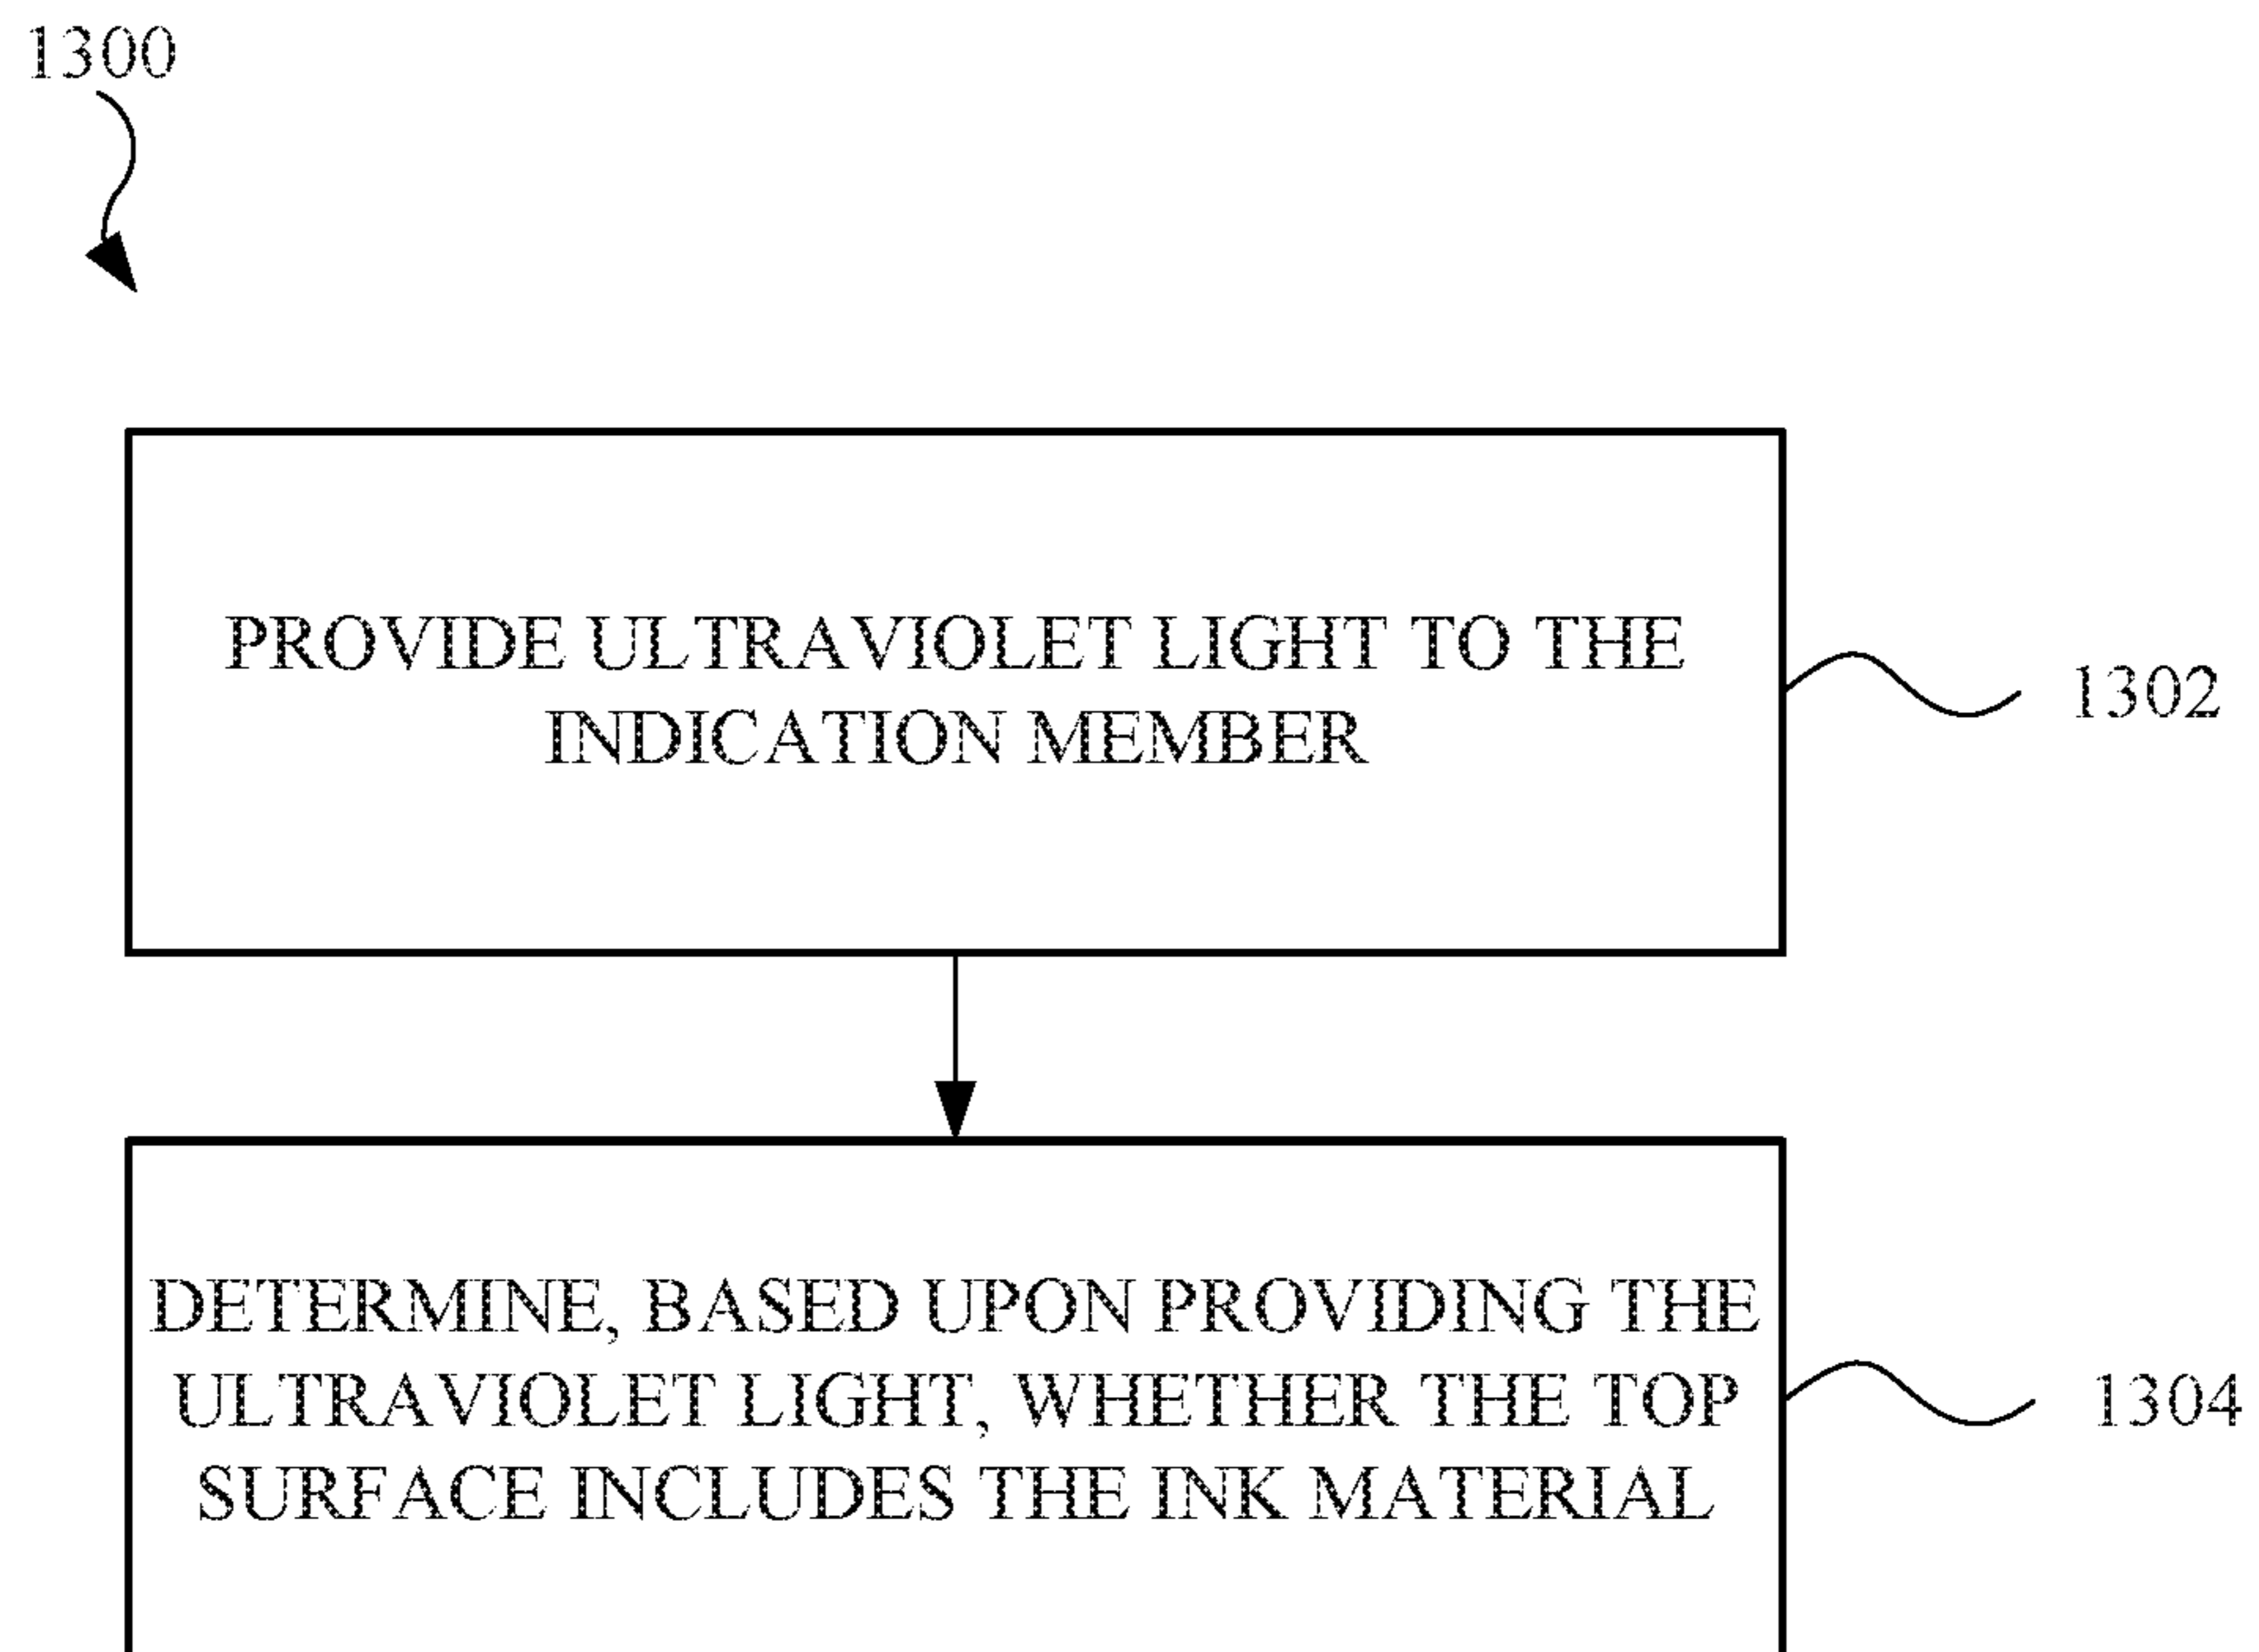 1300
PROVIDE ULTRAVIOLET LIGHT TO THE
INDICATION MEMBER
1302
DETERMINE, BASED UPON PROVIDING THE
ULTRAVIOLET LIGHT, WHETHER THE TOP
SURFACE INCLUDES THE INK MATERIAL
1304